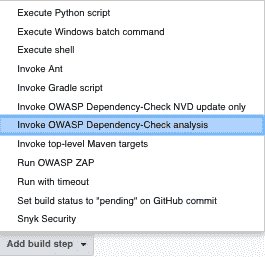 Execute Python script
Execute Windows batch command
Execute shell
Invoke Ant
Invoke Gradle script
Invoke OWASP Dependency-Check NVD update only
Invoke OWASP Dependency-Check analysis
Invoke top-level Maven targets
Run OWASP ZAP
Run with timeout
Set build status to "pending" on GitHub commit
Snyk Security
Add build step